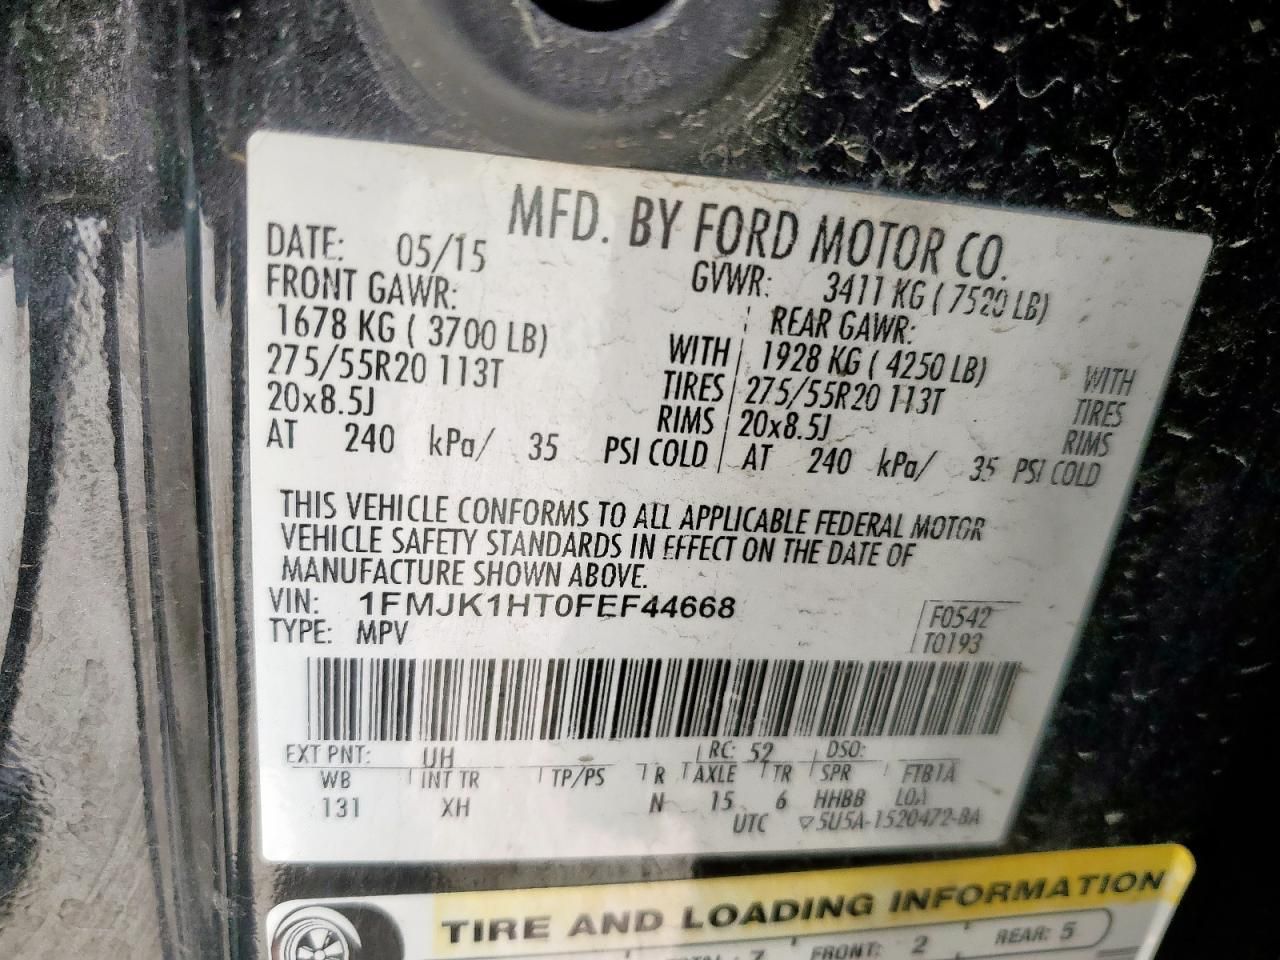 MFD. BY FORD MOTOR CO.
DATE: 05/15 GVWR: 3411 KG ( 7520 LB)
FRONT GAWR: REAR GAWR:
1678 KG ( 3700 LB) WITH 1928 KG ( 4250 LB) WITH
275/55R20 113T TIRES 275/55R20 113T TIRES
20x8.5J RIMS 20x8.5J RIMS
AT 240 kPa/ 35 PSI COLD AT 240 kPa/ 35 PSI COLD
THIS VEHICLE CONFORMS TO ALL APPLICABLE FEDERAL MOTOR
VEHICLE SAFETY STANDARDS IN EFFECT ON THE DATE OF
MANUFACTURE SHOWN ABOVE.
VIN: 1FMJK1HT0FEF44668 F0542
TYPE: MPV T0193
EXT PNT: UH RC: 52 DSO:
WB INT TR TP/PS R AXLE TR SPR FTB1A
131 XH N 15 6 HHBB LOA
UTC ▽5U5A-1520472-BA
TIRE AND LOADING INFORMATION
7 FRONT: 2 REAR: 5